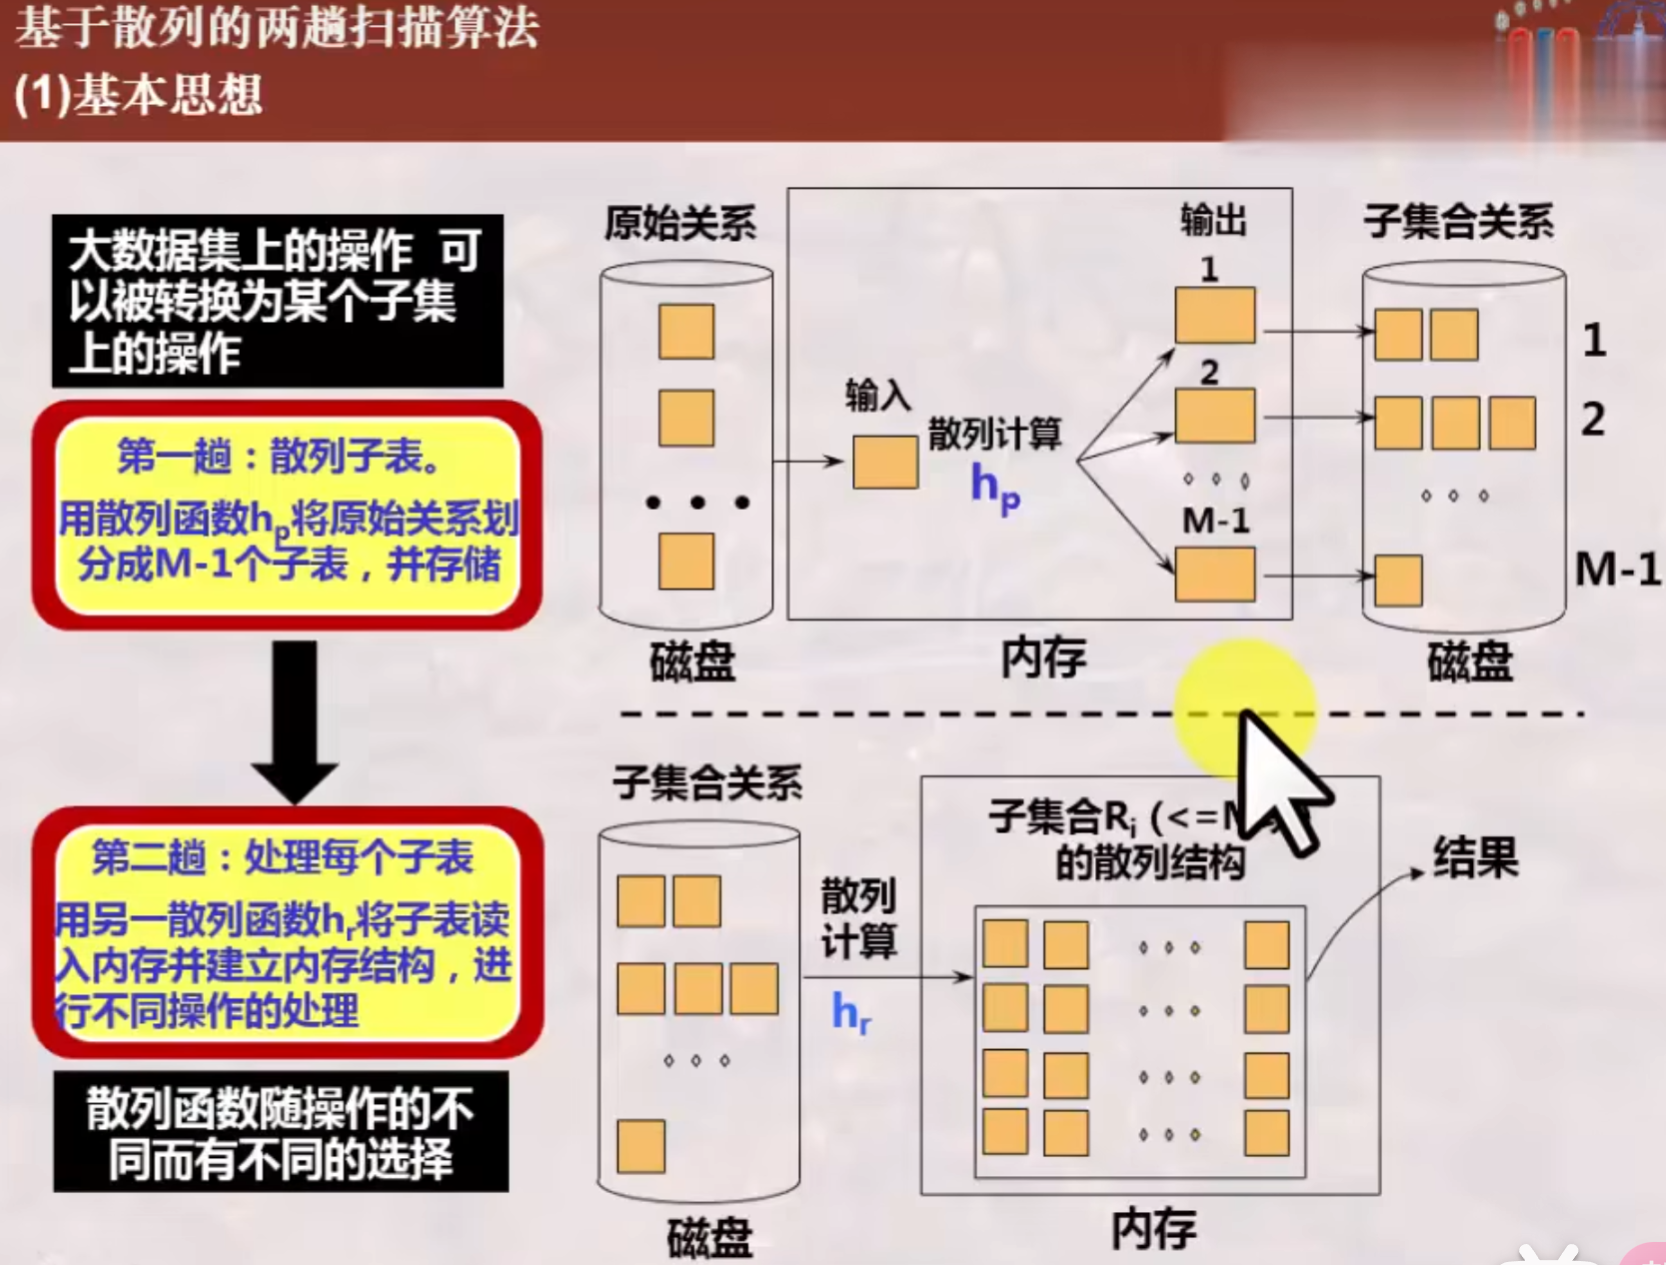 基于散列的两趟扫描算法
(1)基本思想
大数据集上的操作 可
以被转换为某个子集
上的操作
第一趟：散列子表。
用散列函数hp将原始关系划
分成M-1个子表，并存储
第二趟：处理每个子表
用另一散列函数hr将子表读
入内存并建立内存结构，进
行不同操作的处理
散列函数随操作的不
同而有不同的选择
原始关系
磁盘
输入
散列计算
hp
输出
1
2
M-1
内存
子集合关系
1
2
M-1
磁盘
子集合关系
磁盘
散列
计算
hr
子集合Ri (<=
的散列结构
内存
结果